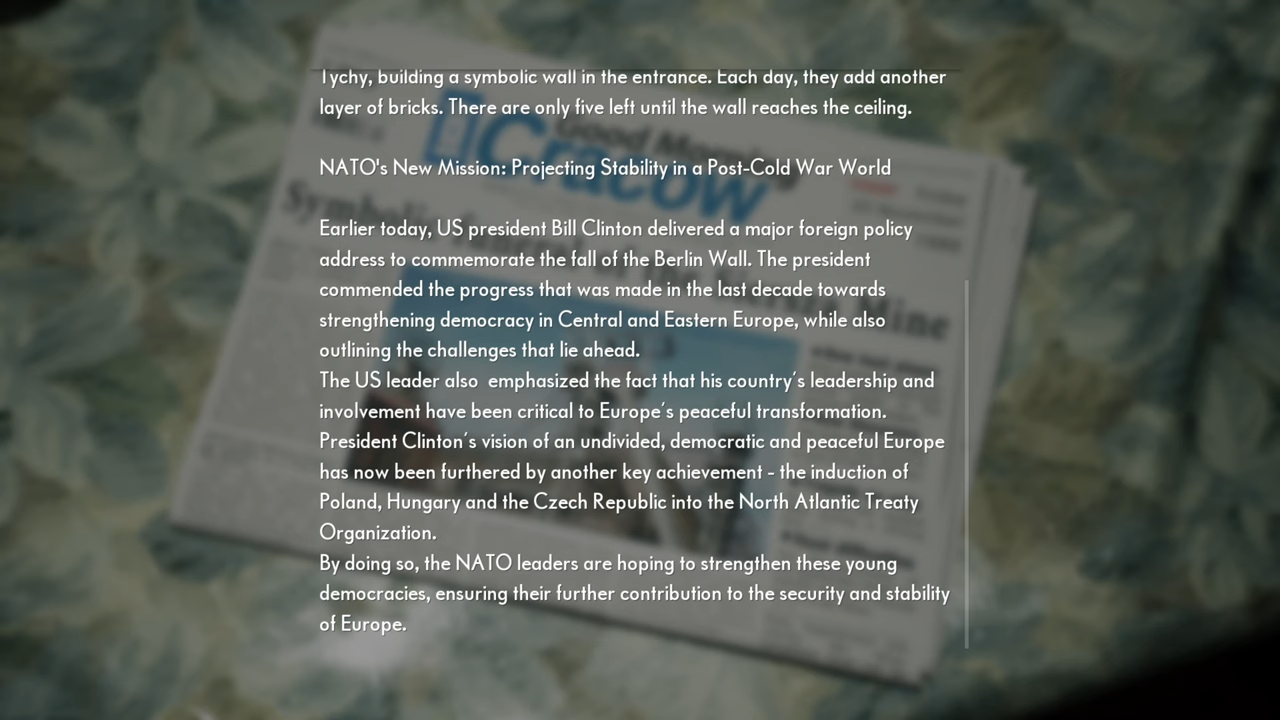 Tychy, building a symbolic wall in the entrance. Each day, they add another
layer of bricks. There are only five left until the wall reaches the ceiling.
NATO's New Mission: Projecting Stability in a Post-Cold War World
Earlier today, US president Bill Clinton delivered a major foreign policy
address to commemorate the fall of the Berlin Wall. The president
commended the progress that was made in the last decade towards
strengthening democracy in Central and Eastern Europe, while also
outlining the challenges that lie ahead.
The US leader also  emphasized the fact that his country´s leadership and
involvement have been critical to Europe´s peaceful transformation.
President Clinton´s vision of an undivided, democratic and peaceful Europe
has now been furthered by another key achievement - the induction of
Poland, Hungary and the Czech Republic into the North Atlantic Treaty
Organization.
By doing so, the NATO leaders are hoping to strengthen these young
democracies, ensuring their further contribution to the security and stability
of Europe.
Good Morning
Cracow